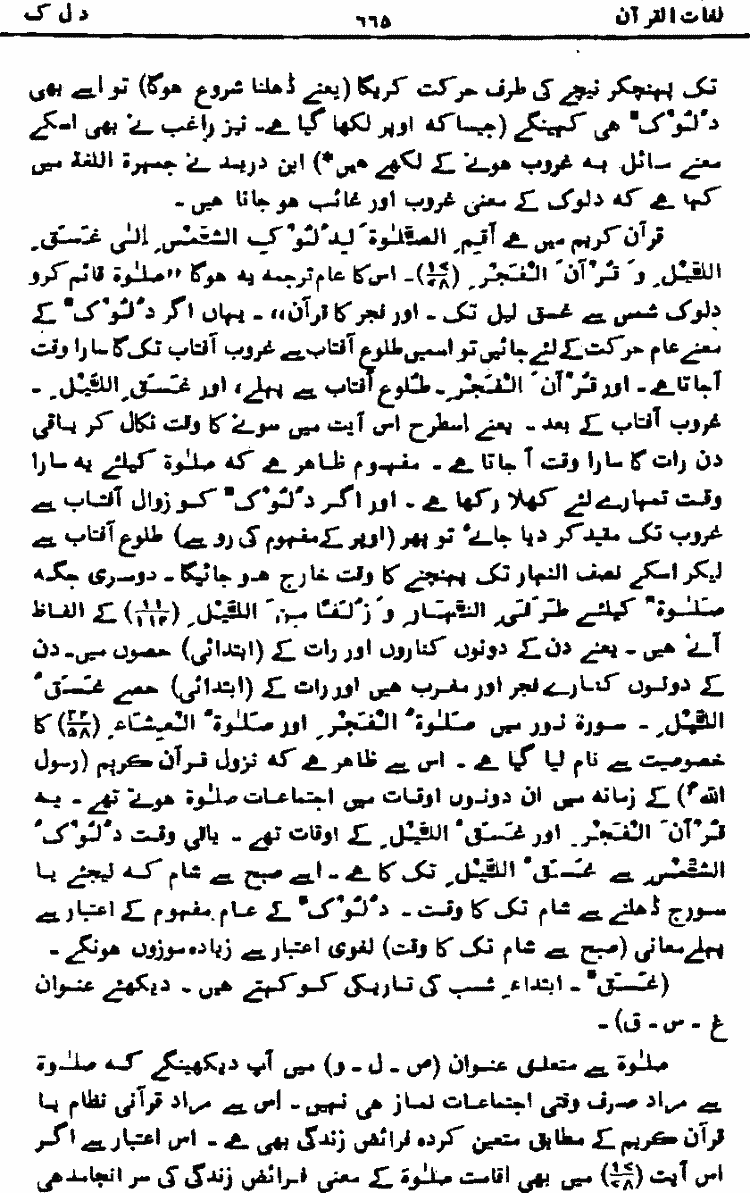 لغات القرآن ۶۶۵ د ل ک
تک پہنچکر نیچے کی طرف حرکت کریگا (یعنے ڈھلنا شروع ہوگا) تو اسے بھی
دُلُوْکٌ ہی کہینگے (جیسا کہ اوپر لکھا گیا ہے۔ نیز راغب نے بھی اسکے
معنے سائل بہ غروب ہونے کے لکھے ہیں*) ابن درید نے جمہرۃ اللغۃ میں
کہا ہے کہ دلوک کے معنی غروب اور غائب ہو جانا ہیں۔
قرآن کریم میں ہے اَقِمِ الصَّلٰوۃَ لِدُلُوْکِ الشَّمْسِ اِلٰی غَسَقِ
اللَّیْلِ وَ قُرْاٰنَ الْفَجْرِ (۱۷/۷۸)۔ اس کا عام ترجمہ یہ ہوگا ”صلٰوۃ قائم کرو
دلوک شمس سے غسق لیل تک۔ اور فجر کا قرآن،،۔ یہاں اگر دُلُوْکٌ کے
معنے عام حرکت کے لئے جائیں تو اسمیں طلوع آفتاب سے غروب آفتاب تک کا سارا وقت
آجاتا ہے۔ اور قُرْاٰنَ الْفَجْرِ۔ طلوع آفتاب سے پہلے، اور غَسَقِ اللَّیْلِ۔
غروب آفتاب کے بعد۔ یعنے اسطرح اس آیت میں سونے کا وقت نکال کر باقی
دن رات کا سارا وقت آ جاتا ہے۔ مفہوم ظاہر ہے کہ صلٰوۃ کیلئے یہ سارا
وقت تمہارے لئے کھلا رکھا ہے۔ اور اگر دُلُوْکٌ کو زوال آفتاب سے
غروب تک مقید کر دیا جائے تو پھر (اوپر کے مفہوم کی رو سے) طلوع آفتاب سے
لیکر اسکے نصف النہار تک پہنچنے کا وقت خارج ہو جائیگا۔ دوسری جگہ
صَلٰوۃٌ کیلئے طَرَفَیِ النَّہَارِ وَ زُلَفًا مِنَ اللَّیْلِ (۱۱/۱۱۴) کے الفاظ
آئے ہیں۔ یعنے دن کے دونوں کناروں اور رات کے (ابتدائی) حصوں میں۔ دن
کے دونوں کنارے فجر اور مغرب ہیں اور رات کے (ابتدائی) حصے غَسَقُ
اللَّیْلِ۔ سورۃ نور میں صَلٰوۃُ الْفَجْرِ اور صَلٰوۃُ الْعِشَاءِ (۲۴/۵۸) کا
خصوصیت سے نام لیا گیا ہے۔ اس سے ظاہر ہے کہ نزول قرآن کریم (رسول
اللہ ؐ) کے زمانہ میں ان دونوں اوقات میں اجتماعات صلٰوۃ ہوتے تھے۔ یہ
قُرْاٰنَ الْفَجْرِ اور غَسَقُ اللَّیْلِ کے اوقات تھے۔ باقی وقت دُلُوْکُ
الشَّمْسِ سے غَسَقُ اللَّیْلِ تک کا ہے۔ اسے صبح سے شام کہہ لیجئے یا
سورج ڈھلنے سے شام تک کا وقت۔ دُلُوْکٌ کے عام مفہوم کے اعتبار سے
پہلے معانی (صبح سے شام تک کا وقت) لغوی اعتبار سے زیادہ موزوں ہونگے۔
(غَسَقٌ۔ ابتداءِ شب کی تاریکی کو کہتے ہیں۔ دیکھئے عنوان
غ ۔ س ۔ ق)۔
صلٰوۃ سے متعلق عنوان (ص ۔ ل ۔ و) میں آپ دیکھینگے کہ صلٰوۃ
سے مراد صرف وقتی اجتماعات نماز ہی نہیں۔ اس سے مراد قرآنی نظام یا
قرآن کریم کے مطابق متعین کردہ فرائض زندگی بھی ہے۔ اس اعتبار سے اگر
اس آیت (۱۷/۷۸) میں بھی اقامت صلٰوۃ کے معنی فرائض زندگی کی سر انجامدہی